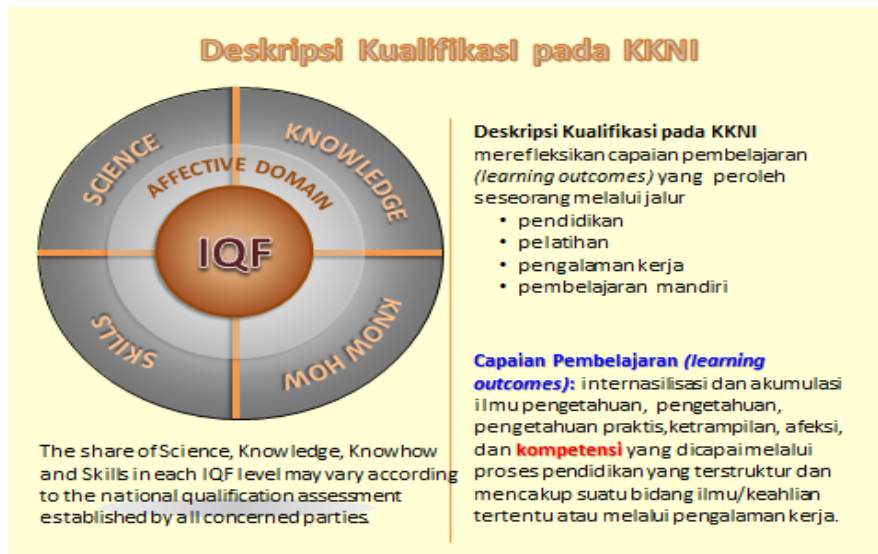 Deskripsi Kualifikasi pada KKNI
SCIENCE
KNOWLEDGE
AFFECTIVE DOMAIN
IQF
SKILLS
KNOW HOW
The share of Science, Knowledge, Knowhow
and Skills in each IQF level may vary according
to the national qualification assessment
established by all concerned parties.
Deskripsi Kualifikasi pada KKNI
merefleksikan capaian pembelajaran
(learning outcomes) yang peroleh
seseorang melalui jalur
• pendidikan
• pelatihan
• pengalaman kerja
• pembelajaran mandiri
Capaian Pembelajaran (learning
outcomes): internasilisasi dan akumulasi
ilmu pengetahuan, pengetahuan,
pengetahuan praktis,ketrampilan, afeksi,
dan kompetensi yang dicapai melalui
proses pendidikan yang terstruktur dan
mencakup suatu bidang ilmu/keahlian
tertentu atau melalui pengalaman kerja.